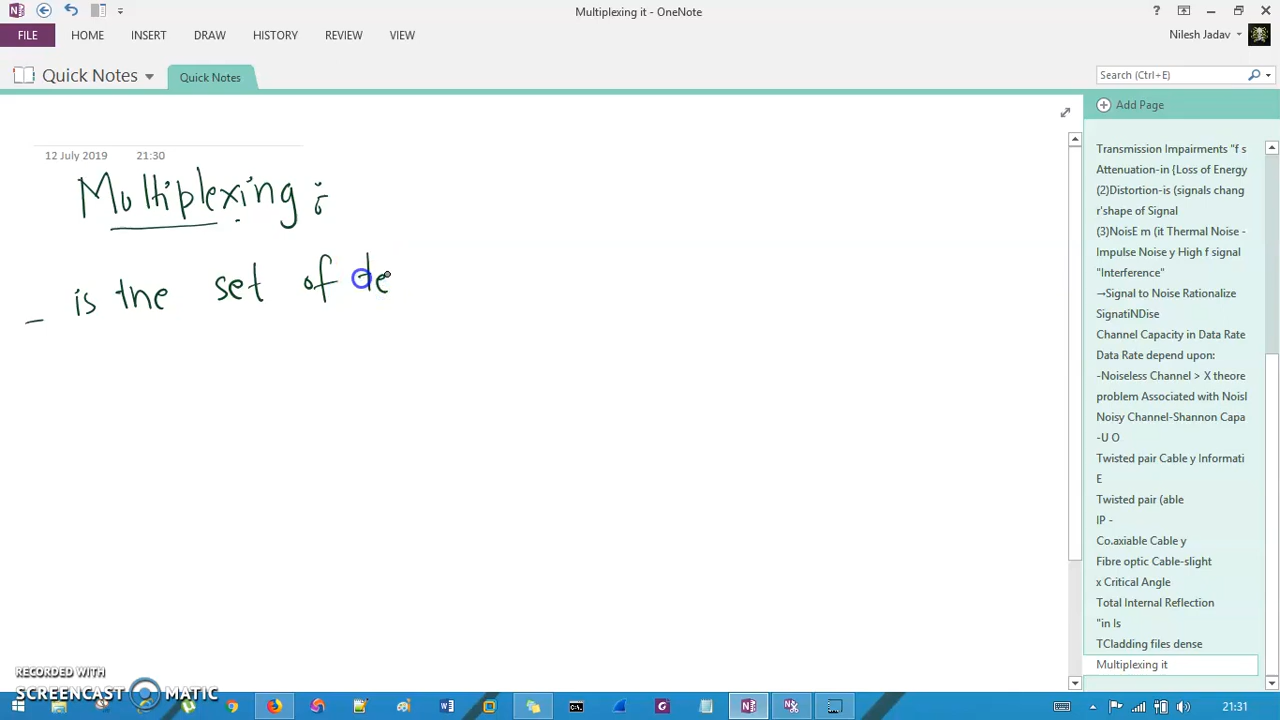 Multiplexing it - OneNote
?
Nilesh Jadav
FILE HOME INSERT DRAW HISTORY REVIEW VIEW
Quick Notes
Quick Notes
Search (Ctrl+E)
Add Page
12 July 2019 21:30
Multiplexing :
- is the set of te
Transmission Impairments "f s
Attenuation-in {Loss of Energy
(2)Distortion-is (signals chang
r'shape of Signal
(3)NoisE m (it Thermal Noise -
Impulse Noise y High f signal
"Interference"
→Signal to Noise Rationalize
SignatiNDise
Channel Capacity in Data Rate
Data Rate depend upon:
-Noiseless Channel > X theore
problem Associated with Noisl
Noisy Channel-Shannon Capa
-U O
Twisted pair Cable y Informati
E
Twisted pair (able
IP -
Co.axiable Cable y
Fibre optic Cable-slight
x Critical Angle
Total Internal Reflection
"in ls
TCladding files dense
Multiplexing it
RECORDED WITH
SCREENCAST MATIC
21:31